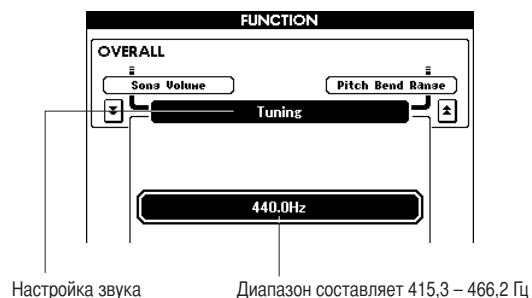 FUNCTION
OVERALL
Song Volume
Pitch Bend Range
Tuning
440.0Hz
Настройка звука
Диапазон составляет 415,3 – 466,2 Гц